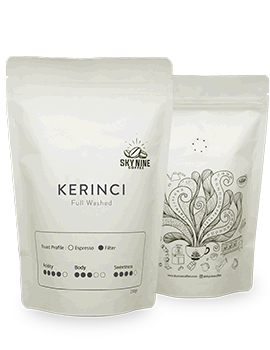 SKY NINE
COFFEE
KERINCI
Full Washed
Roast Profile : Espresso Filter
Acidity Body Sweetness